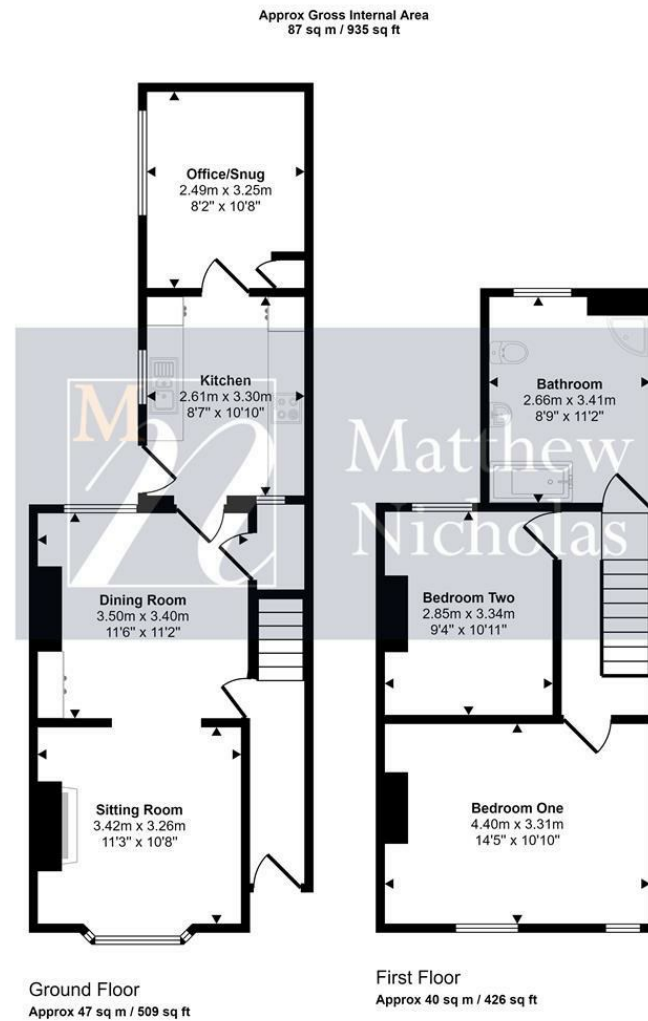 Approx Gross Internal Area
87 sq m / 935 sq ft
Office/Snug
2.49m x 3.25m
8'2" x 10'8"
Kitchen
2.61m x 3.30m
8'7" x 10'10"
Bathroom
2.66m x 3.41m
8'9" x 11'2"
M
n
Matthew
Nicholas
Dining Room
3.50m x 3.40m
11'6" x 11'2"
Bedroom Two
2.85m x 3.34m
9'4" x 10'11"
Sitting Room
3.42m x 3.26m
11'3" x 10'8"
Bedroom One
4.40m x 3.31m
14'5" x 10'10"
Ground Floor
Approx 47 sq m / 509 sq ft
First Floor
Approx 40 sq m / 426 sq ft